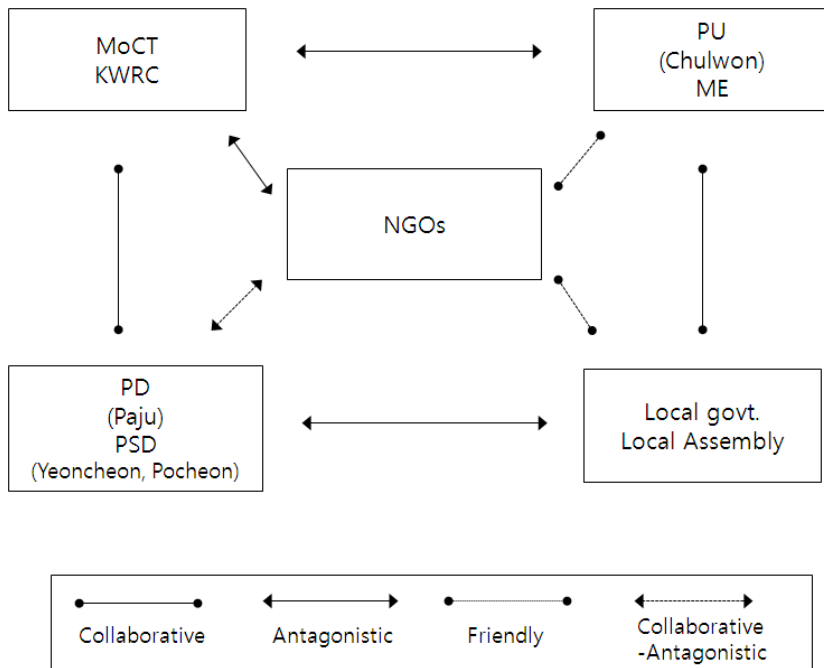 MoCT
KWRC
PU
(Chulwon)
ME
NGOs
PD
(Paju)
PSD
(Yeoncheon, Pocheon)
Local govt.
Local Assembly
Collaborative
Antagonistic
Friendly
Collaborative
-Antagonistic